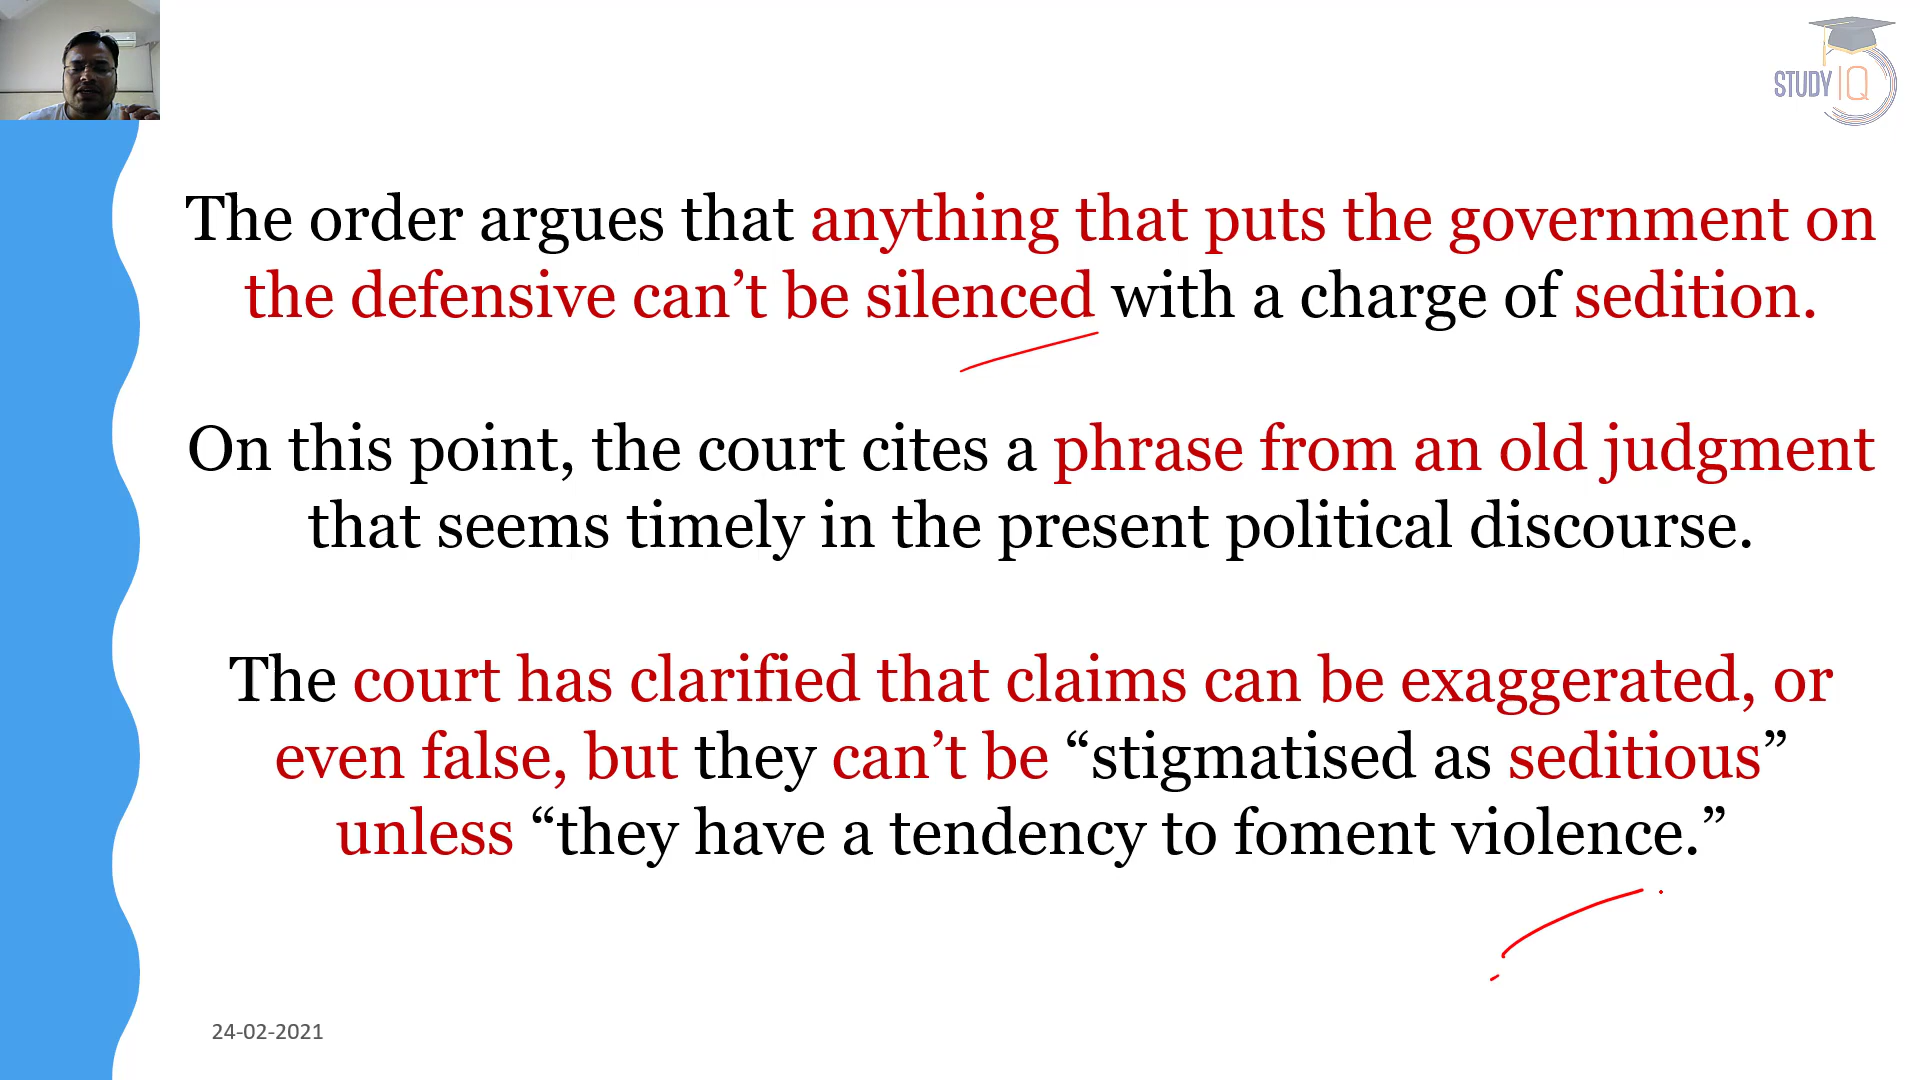 STUDY IQ
The order argues that anything that puts the government on
the defensive can’t be silenced with a charge of sedition.
On this point, the court cites a phrase from an old judgment
that seems timely in the present political discourse.
The court has clarified that claims can be exaggerated, or
even false, but they can’t be “stigmatised as seditious”
unless “they have a tendency to foment violence.”
24-02-2021